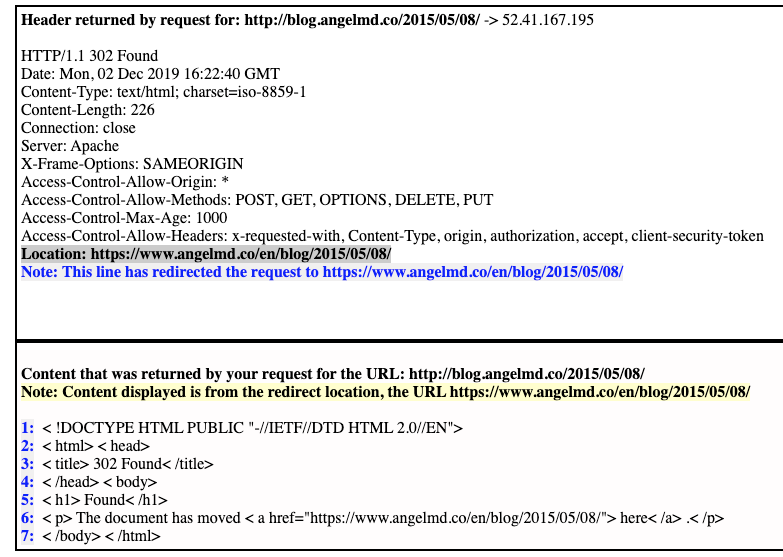 Header returned by request for: http://blog.angelmd.co/2015/05/08/ -> 52.41.167.195
HTTP/1.1 302 Found
Date: Mon, 02 Dec 2019 16:22:40 GMT
Content-Type: text/html; charset=iso-8859-1
Content-Length: 226
Connection: close
Server: Apache
X-Frame-Options: SAMEORIGIN
Access-Control-Allow-Origin: *
Access-Control-Allow-Methods: POST, GET, OPTIONS, DELETE, PUT
Access-Control-Max-Age: 1000
Access-Control-Allow-Headers: x-requested-with, Content-Type, origin, authorization, accept, client-security-token
Location: https://www.angelmd.co/en/blog/2015/05/08/
Note: This line has redirected the request to https://www.angelmd.co/en/blog/2015/05/08/
Content that was returned by your request for the URL: http://blog.angelmd.co/2015/05/08/
Note: Content displayed is from the redirect location, the URL https://www.angelmd.co/en/blog/2015/05/08/
1: < !DOCTYPE HTML PUBLIC "-//IETF//DTD HTML 2.0//EN">
2: < html> < head>
3: < title> 302 Found< /title>
4: < /head> < body>
5: < h1> Found< /h1>
6: < p> The document has moved < a href="https://www.angelmd.co/en/blog/2015/05/08/"> here< /a> .< /p>
7: < /body> < /html>